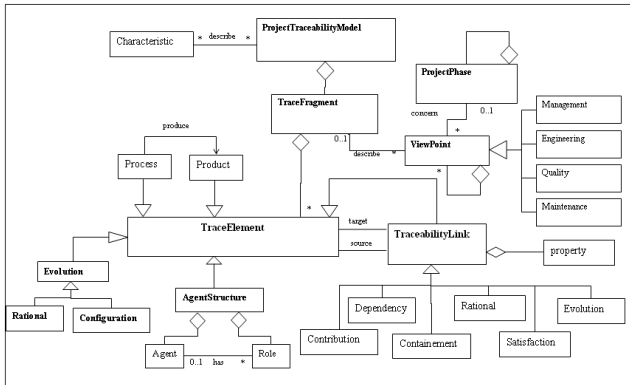 ProjectTraceabilityModel
Characteristic
* describe *
ProjectPhase
TraceFragment
concern
0..1
Management
produce
0..1
*
Engineering
describe *
ViewPoint
Process
Product
*
Quality
Maintenance
*
TraceElement
target
source
TraceabilityLink
property
Evolution
AgentStructure
Rational
Configuration
Dependency
Rational
Evolution
Contribution
Containement
Satisfaction
Agent
0..1 has *
Role